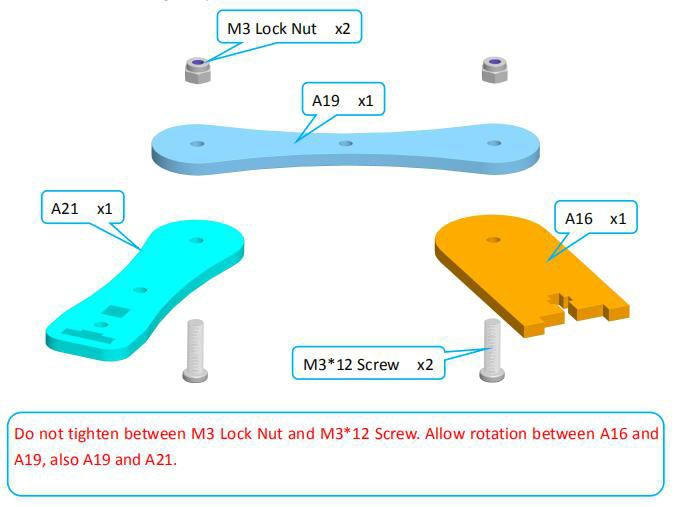 M3 Lock Nut x2
A19 x1
A21 x1
A16 x1
M3*12 Screw x2
Do not tighten between M3 Lock Nut and M3*12 Screw. Allow rotation between A16 and
A19, also A19 and A21.